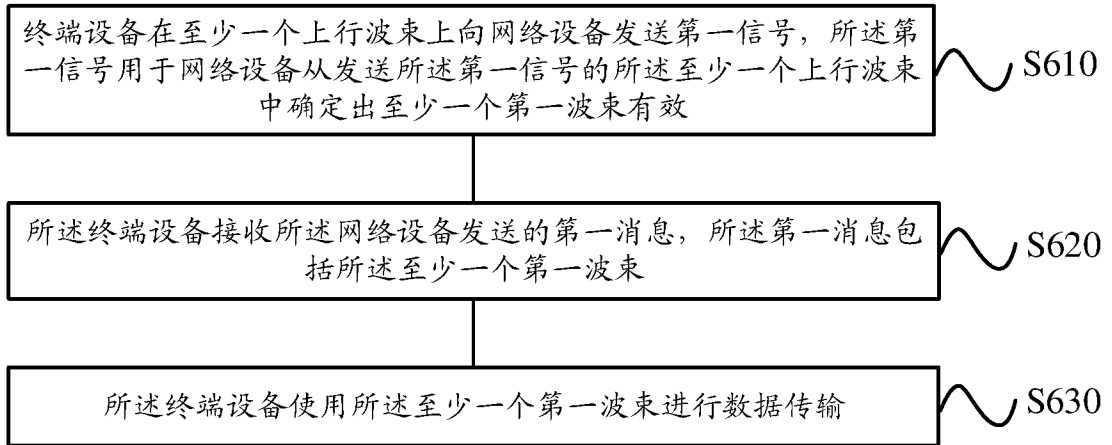 终端设备在至少一个上行波束上向网络设备发送第一信号，所述第
一信号用于网络设备从发送所述第一信号的所述至少一个上行波束
中确定出至少一个第一波束有效
S610
所述终端设备接收所述网络设备发送的第一消息，所述第一消息包
括所述至少一个第一波束
S620
所述终端设备使用所述至少一个第一波束进行数据传输
S630